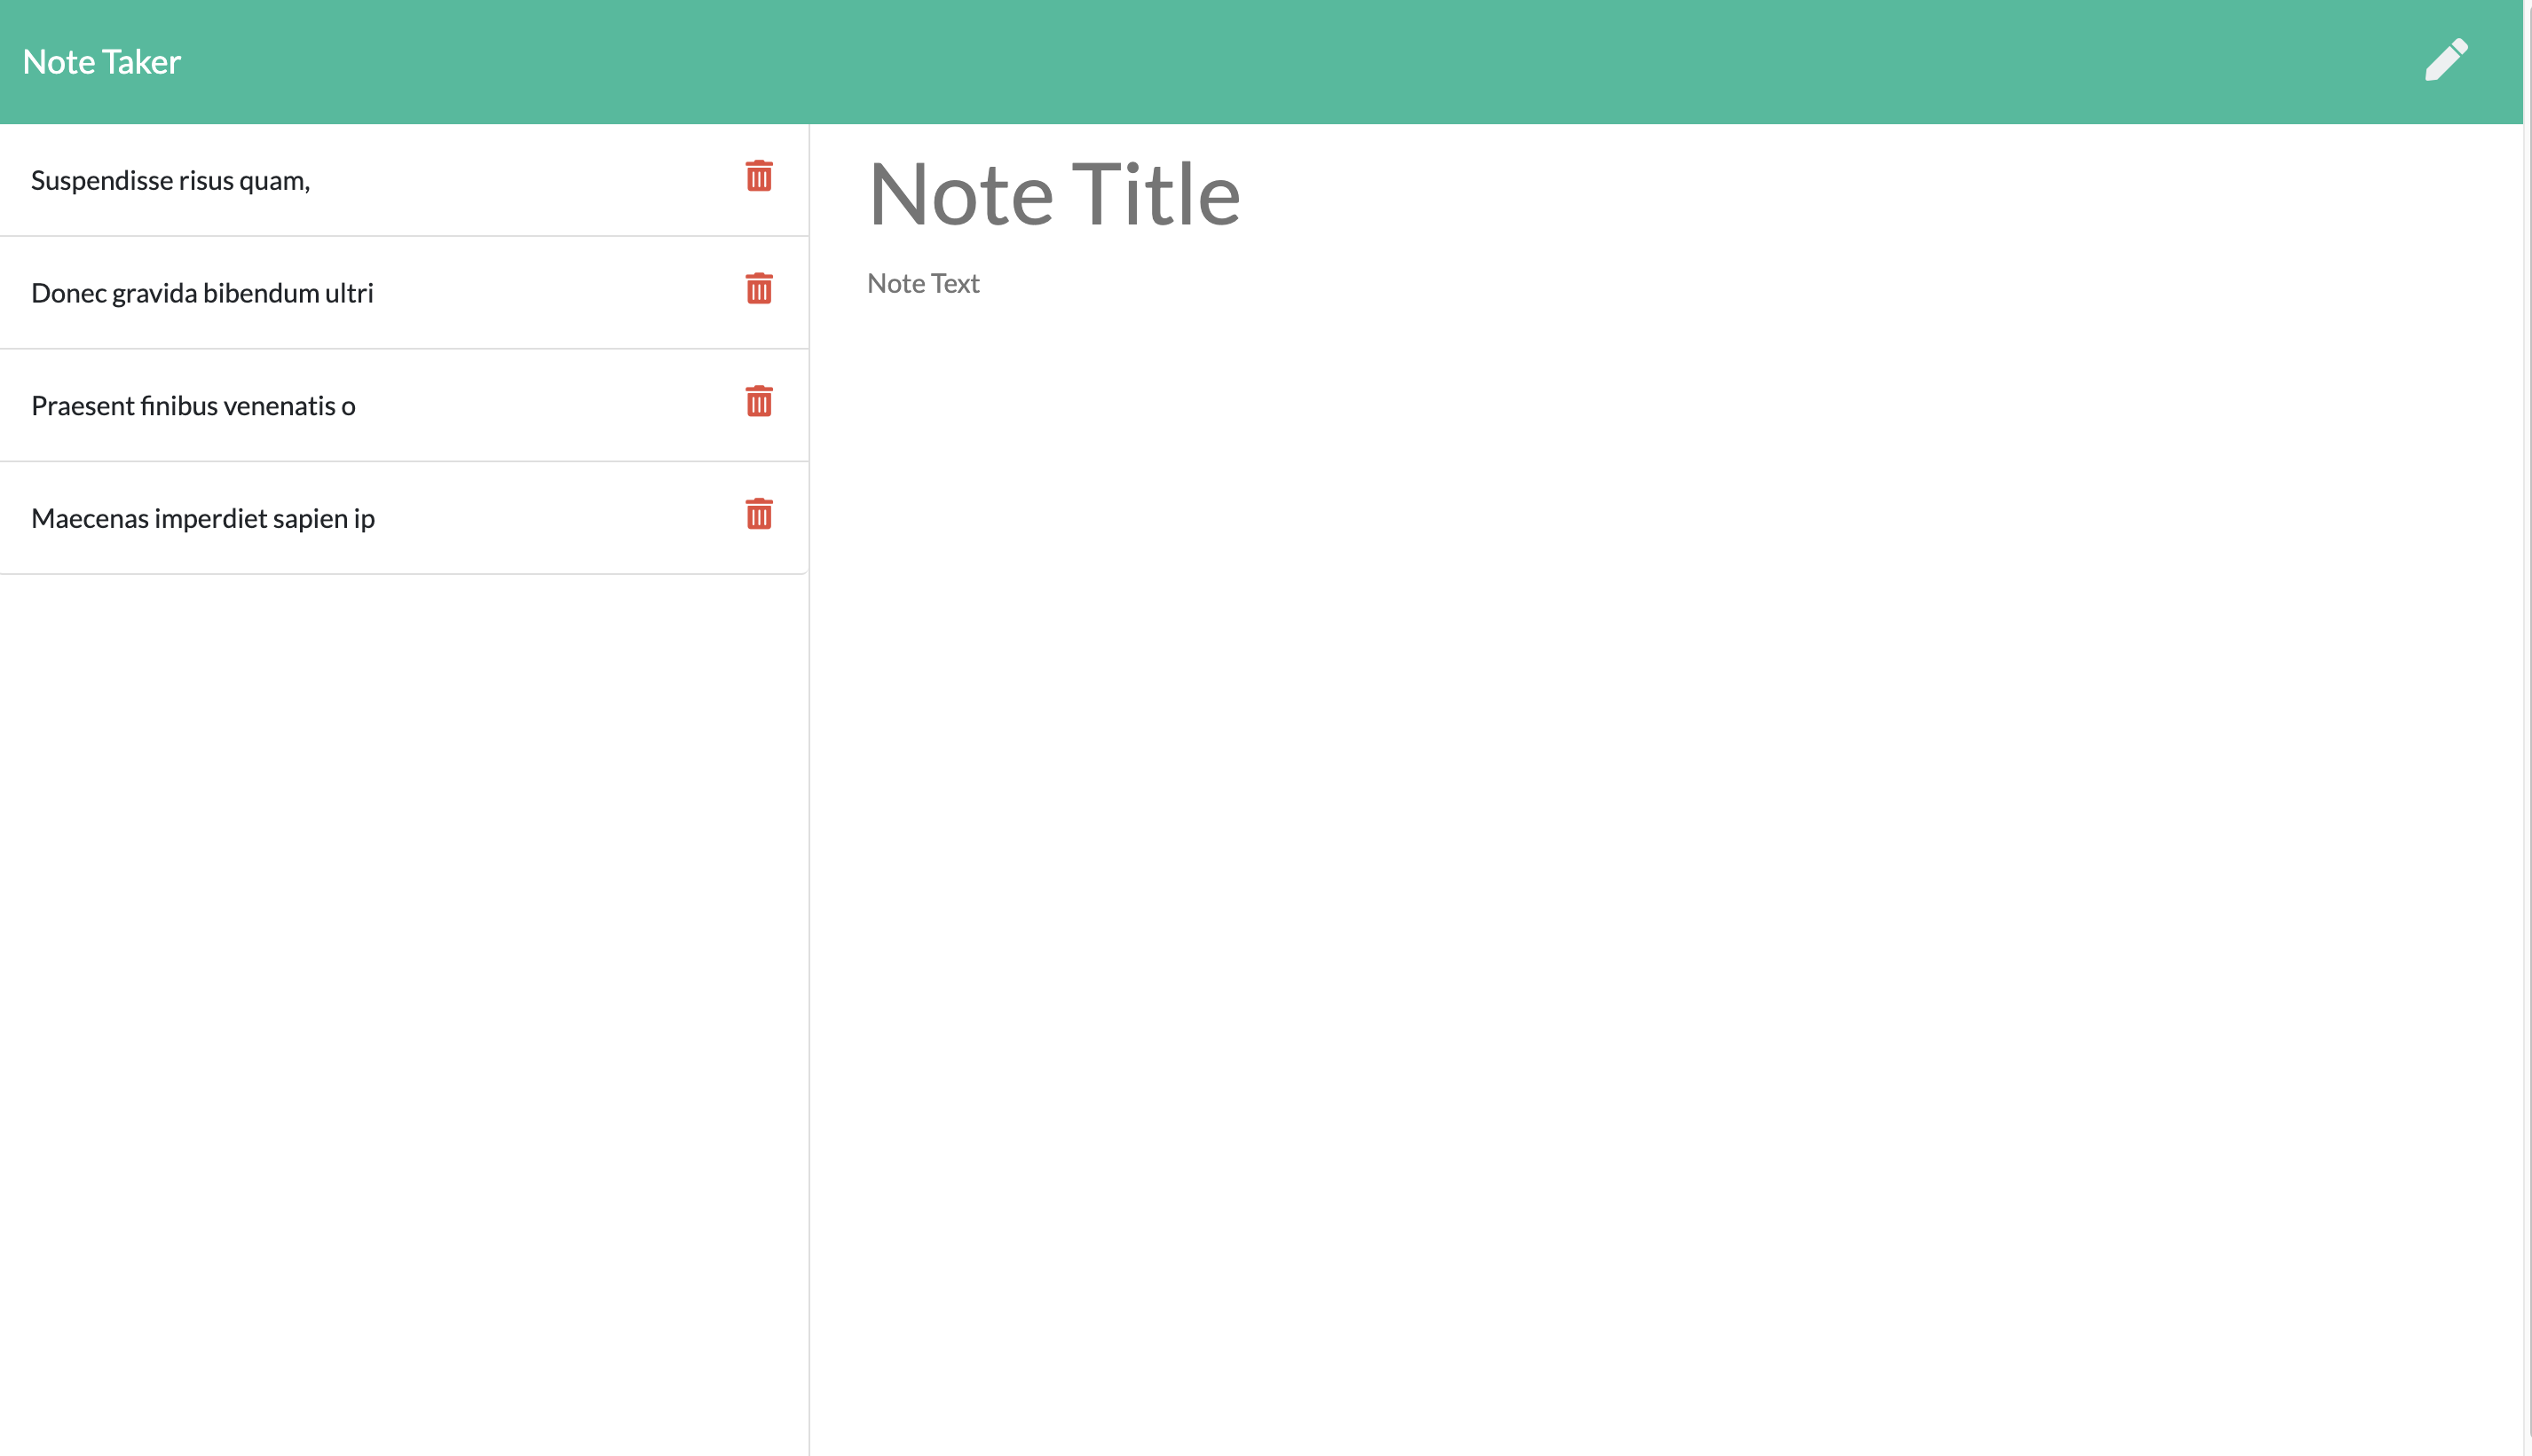 Note Taker
Suspendisse risus quam,
Donec gravida bibendum ultri
Praesent finibus venenatis o
Maecenas imperdiet sapien ip
Note Title
Note Text